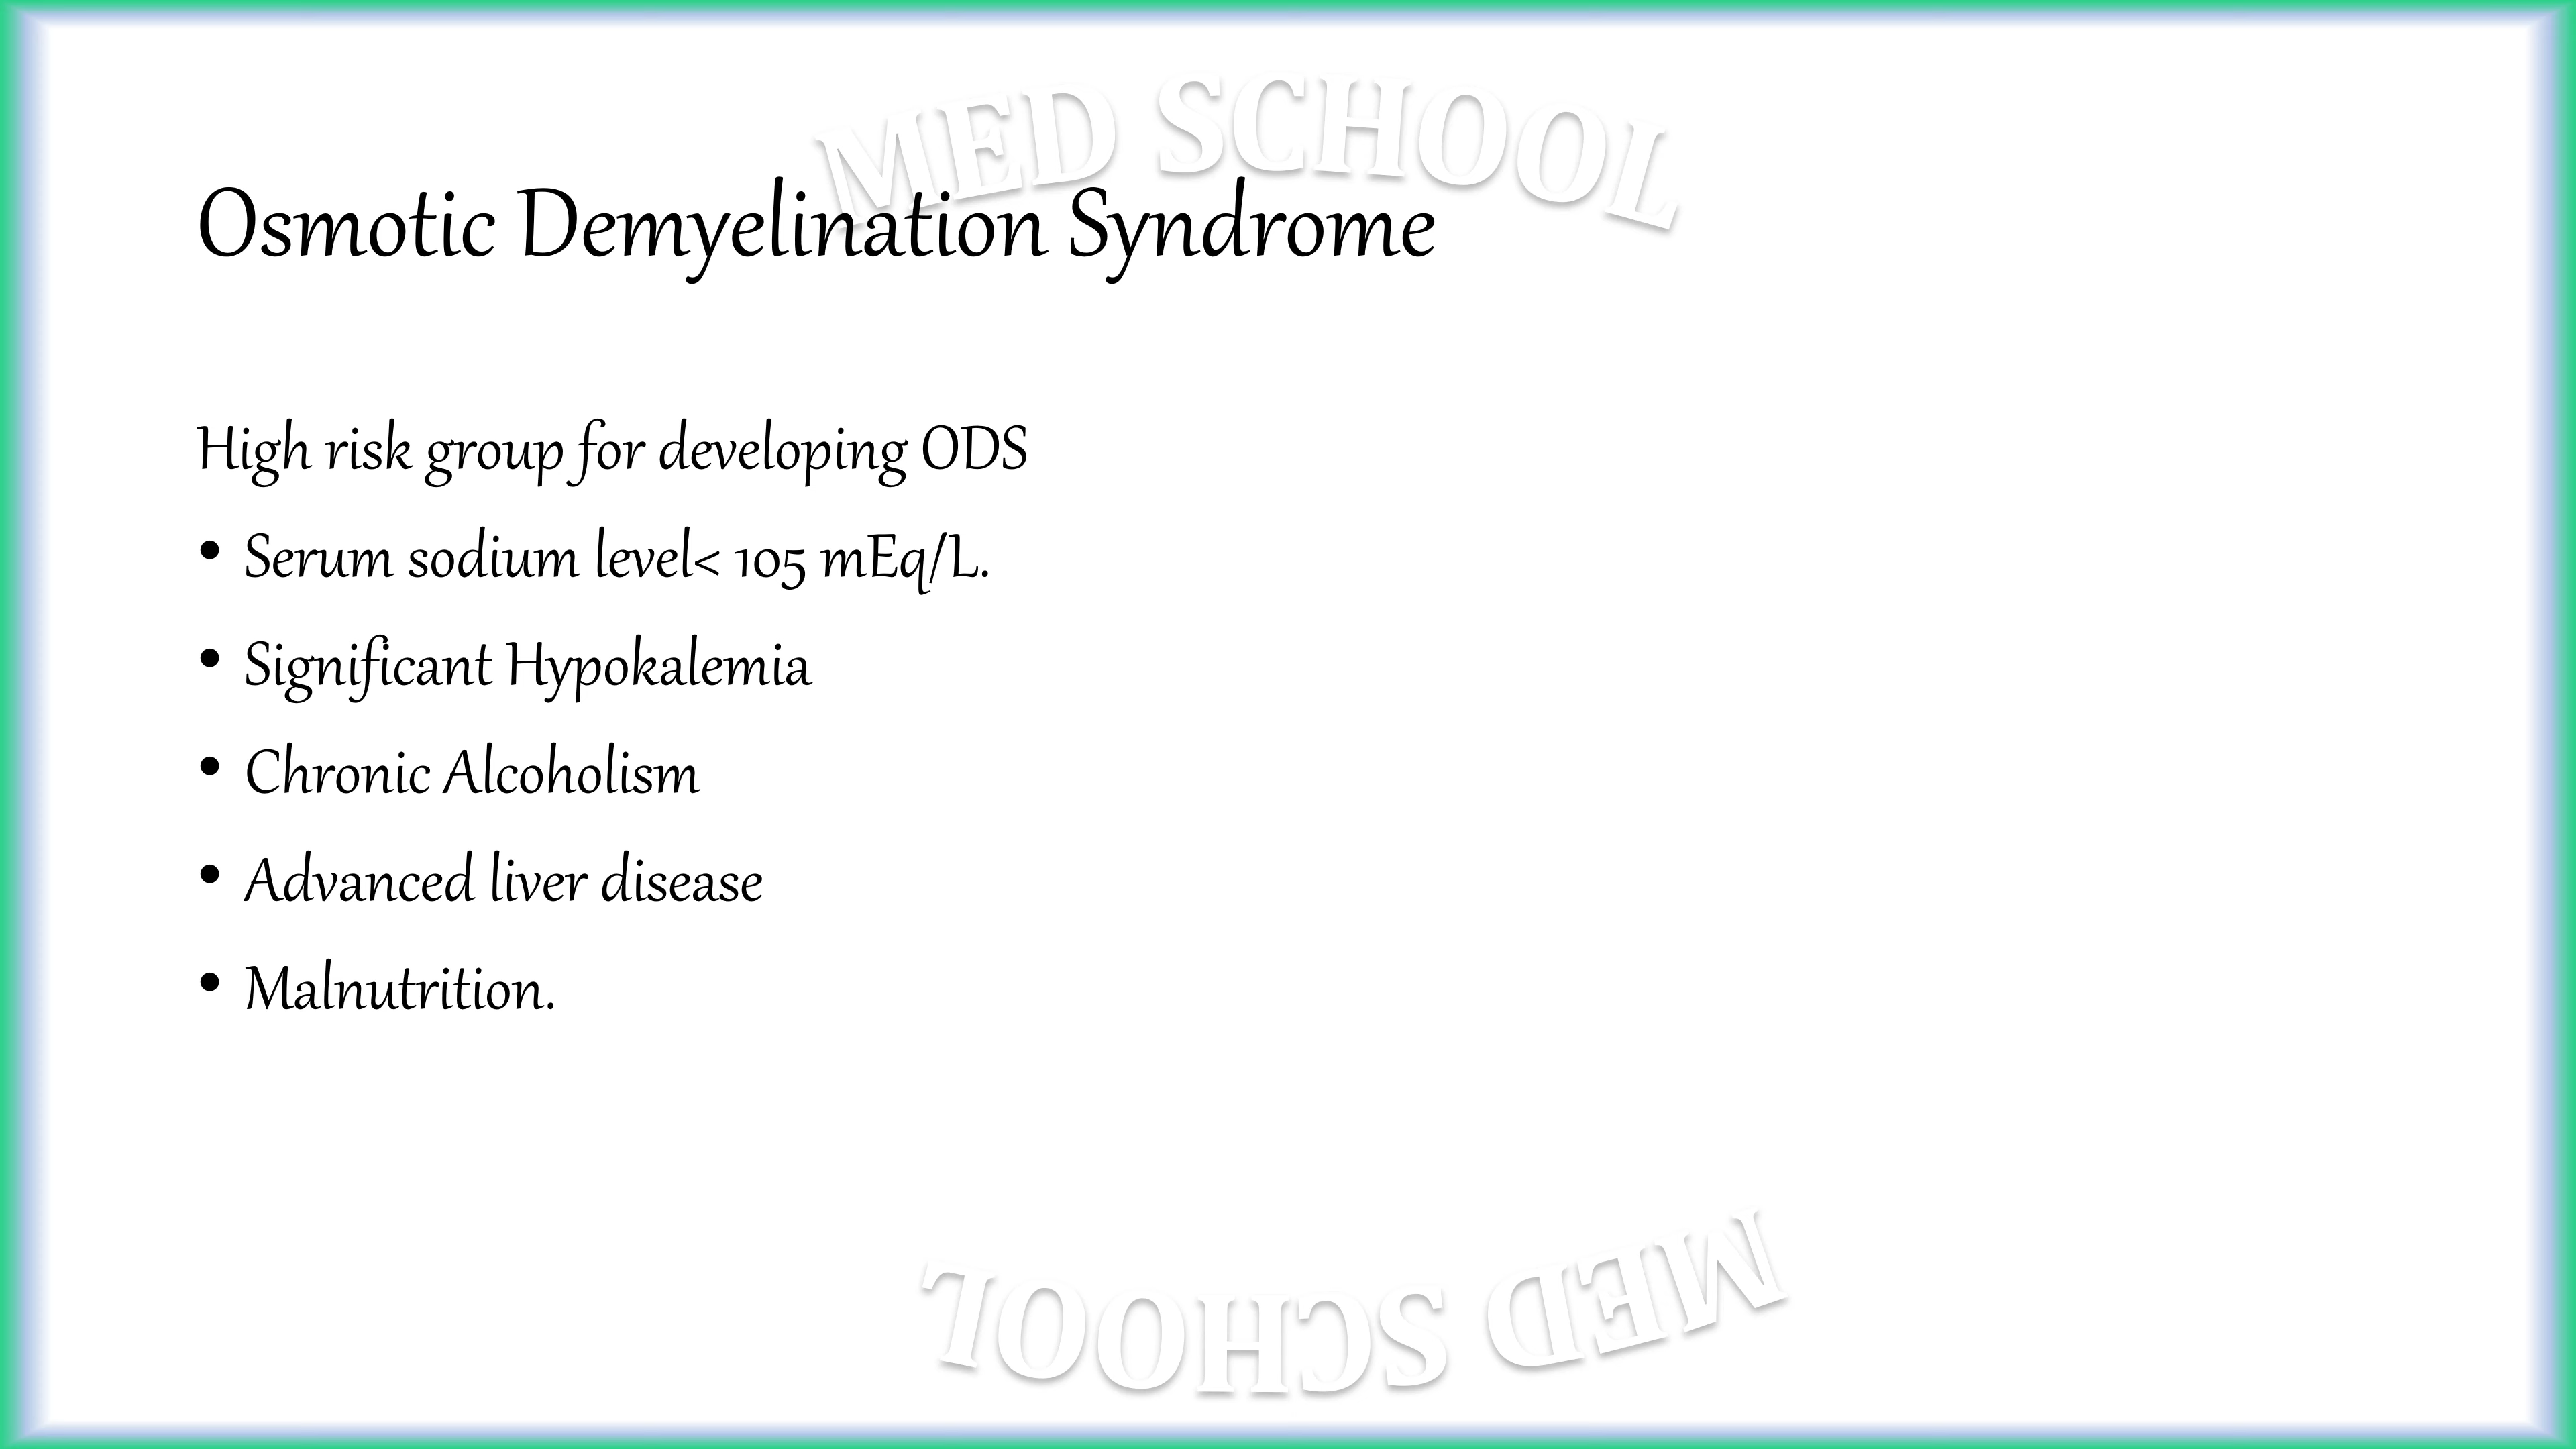 MED SCHOOL
Osmotic Demyelination Syndrome
High risk group for developing ODS
• Serum sodium level< 105 mEq/L.
• Significant Hypokalemia
• Chronic Alcoholism
• Advanced liver disease
• Malnutrition.
MED SCHOOL